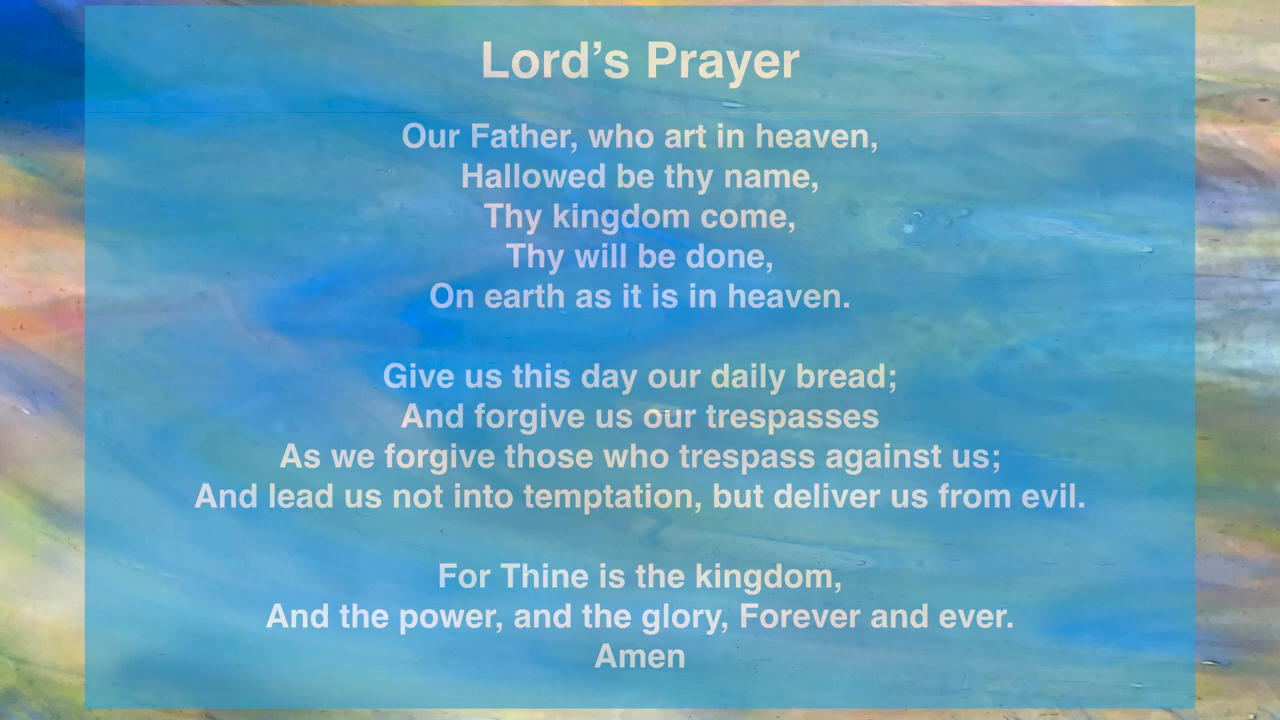 Lord’s Prayer
Our Father, who art in heaven,
Hallowed be thy name,
Thy kingdom come,
Thy will be done,
On earth as it is in heaven.
Give us this day our daily bread;
And forgive us our trespasses
As we forgive those who trespass against us;
And lead us not into temptation, but deliver us from evil.
For Thine is the kingdom,
And the power, and the glory, Forever and ever.
Amen